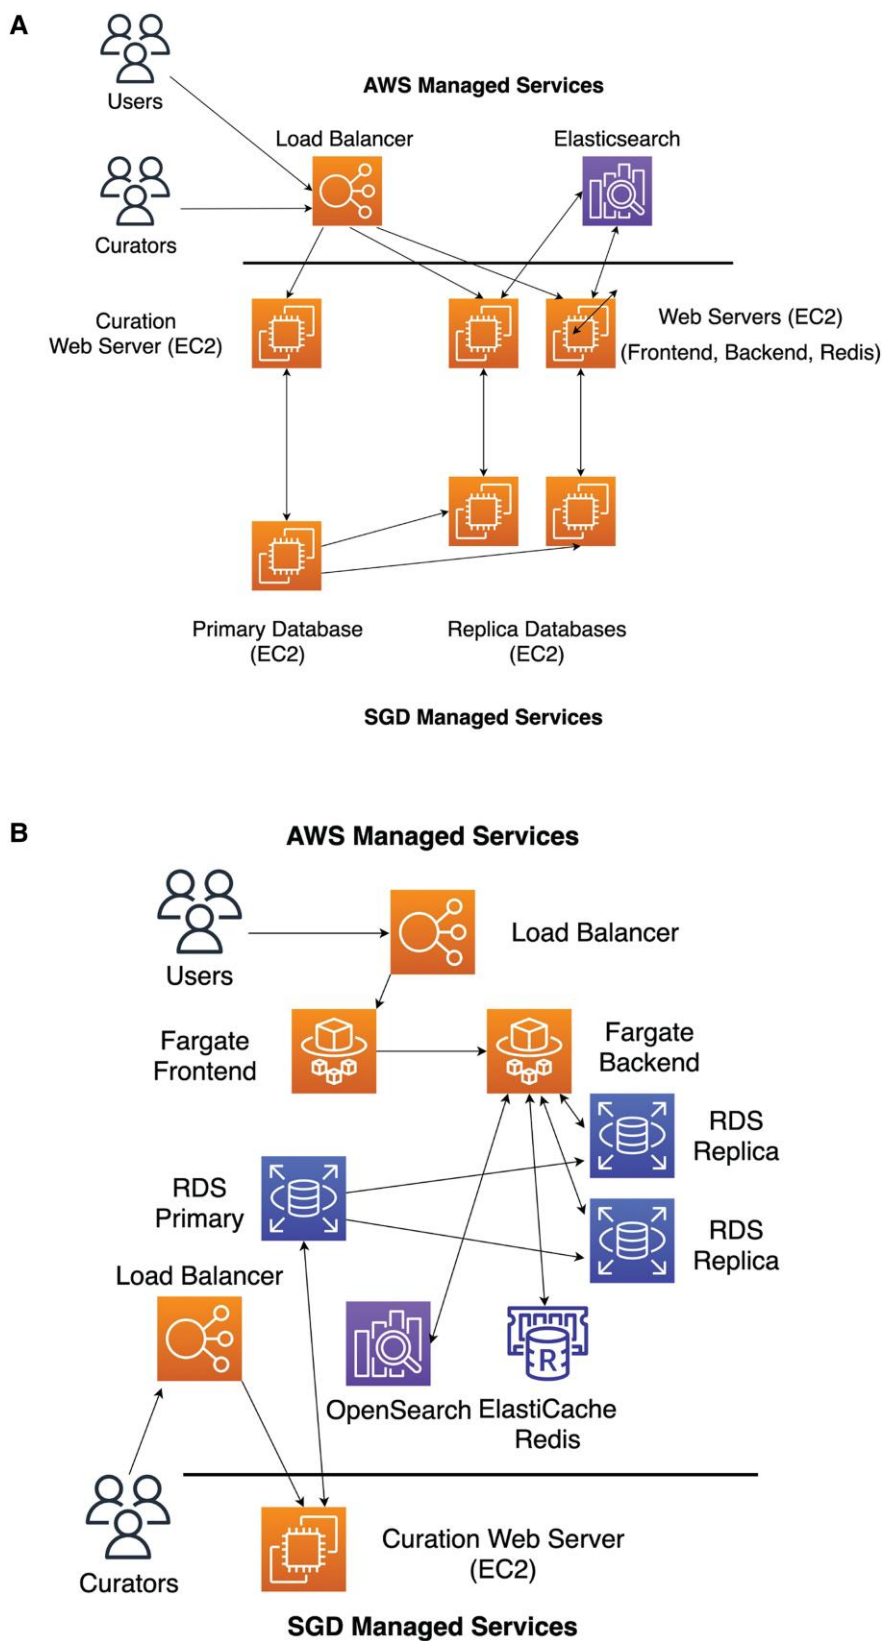 A
Users
AWS Managed Services
Load Balancer
Elasticsearch
Curators
Curation
Web Server (EC2)
Web Servers (EC2)
(Frontend, Backend, Redis)
Primary Database
(EC2)
Replica Databases
(EC2)
SGD Managed Services
B
AWS Managed Services
Users
Load Balancer
Fargate
Frontend
Fargate
Backend
RDS
Replica
RDS
Primary
RDS
Replica
Load Balancer
R
OpenSearch
ElastiCache
Redis
Curators
Curation Web Server
(EC2)
SGD Managed Services